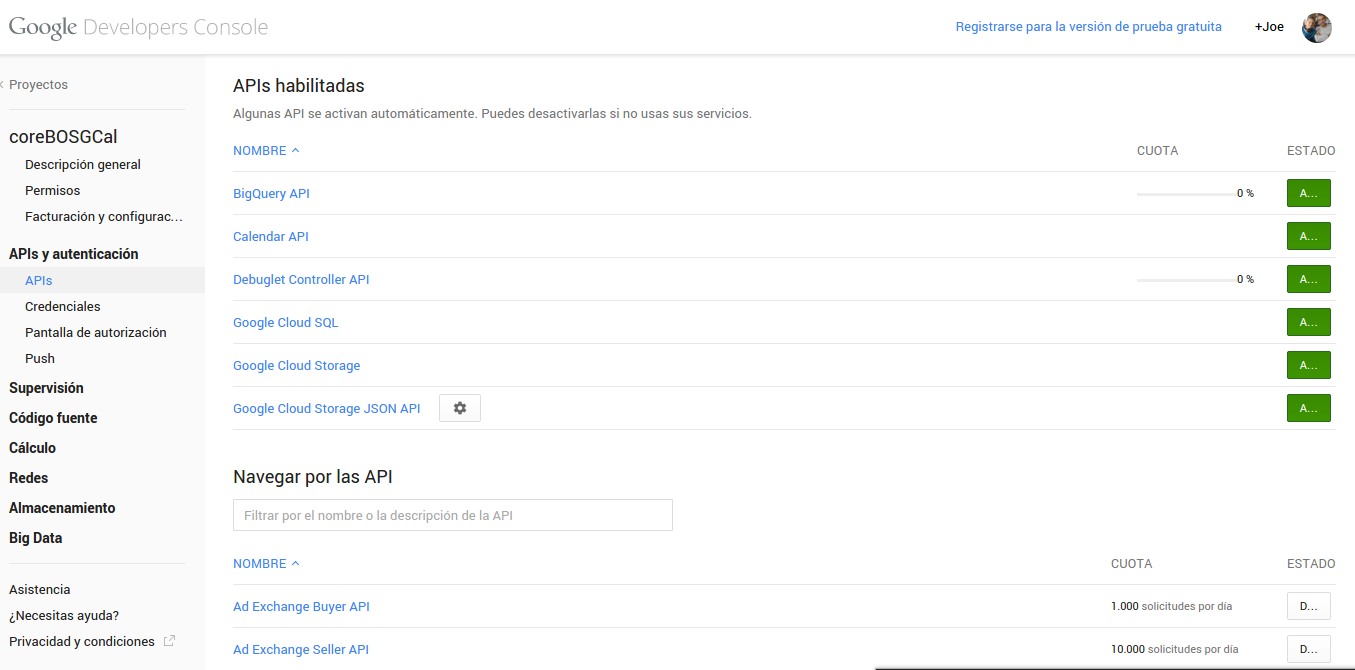 Google Developers Console
Registrarse para la versión de prueba gratuita
+Joe
Proyectos
coreBOSGCal
Descripción general
Permisos
Facturación y configurac...
APIs y autenticación
APIs
Credenciales
Pantalla de autorización
Push
Supervisión
Código fuente
Cálculo
Redes
Almacenamiento
Big Data
Asistencia
¿Necesitas ayuda?
Privacidad y condiciones
APIs habilitadas
Algunas API se activan automáticamente. Puedes desactivarlas si no usas sus servicios.
NOMBRE CUOTA ESTADO
BigQuery API 0 % A...
Calendar API A...
Debuglet Controller API 0 % A...
Google Cloud SQL A...
Google Cloud Storage A...
Google Cloud Storage JSON API A...
Navegar por las API
Filtrar por el nombre o la descripción de la API
NOMBRE CUOTA ESTADO
Ad Exchange Buyer API 1.000 solicitudes por día D...
Ad Exchange Seller API 10.000 solicitudes por día D...